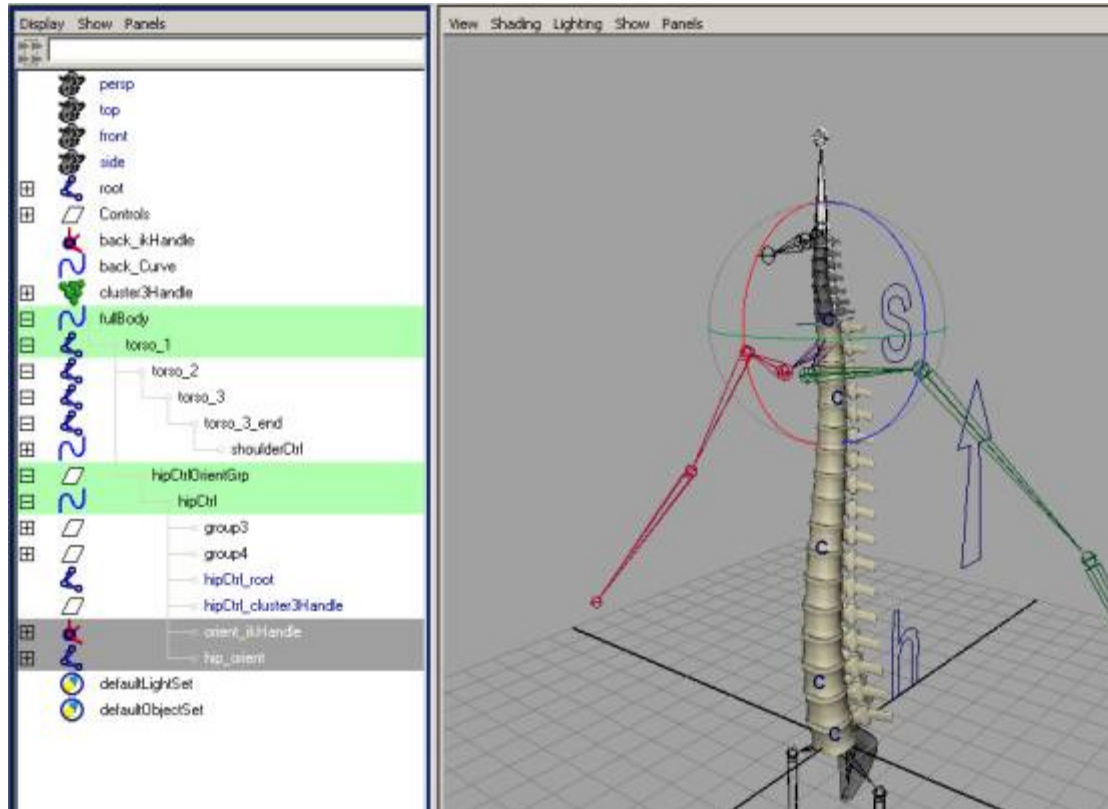 Display Show Panels
persp
top
front
side
root
Controls
back_ikHandle
back_Curve
cluster3Handle
fullBody
torso_1
torso_2
torso_3
torso_3_end
shoulderCtrl
hipCtrlOrientGrp
hipCtrl
group3
group4
hipCtrl_root
hipCtrl_cluster3Handle
orient_ikHandle
hip_orient
defaultLightSet
defaultObjectSet
View Shading Lighting Show Panels
C
S
C
C
h
C
C